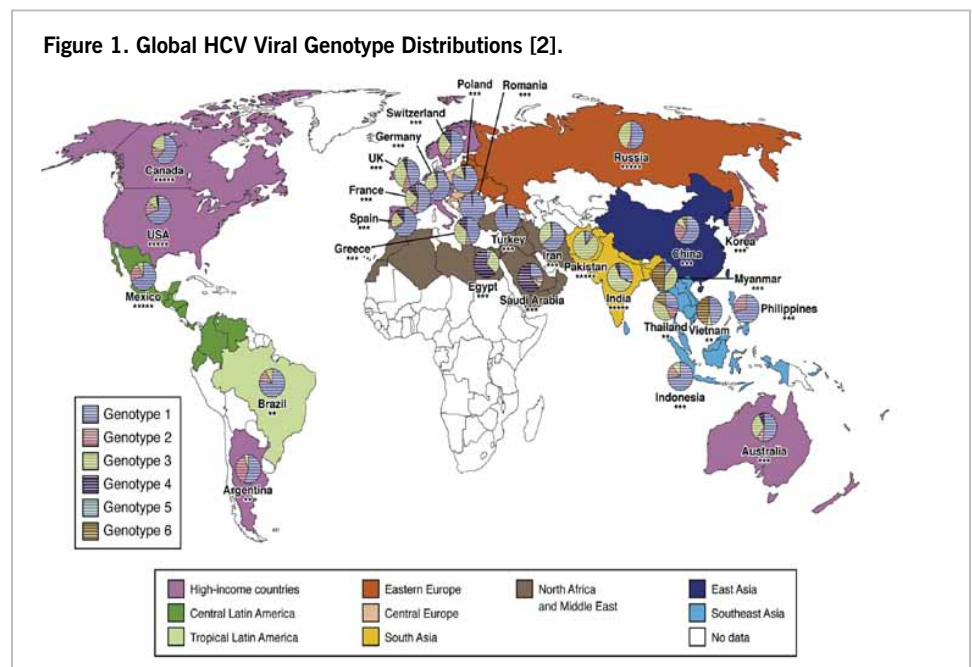 Figure 1. Global HCV Viral Genotype Distributions [2].
Poland
***
Romania
***
Switzerland
***
Germany
***
UK
***
France
***
Spain
***
Greece
***
Canada
*****
USA
*****
Mexico
*****
Russia
*****
Turkey
***
Iran
***
Pakistan
*****
China
***
Korea
***
Egypt
***
Saudi Arabia
***
India
*****
Myanmar
***
Thailand
**
Vietnam
**
Philippines
***
Indonesia
***
Brazil
**
Argentina
Australia
***
Genotype 1
Genotype 2
Genotype 3
Genotype 4
Genotype 5
Genotype 6
High-income countries
Central Latin America
Tropical Latin America
Eastern Europe
Central Europe
South Asia
North Africa
and Middle East
East Asia
Southeast Asia
No data